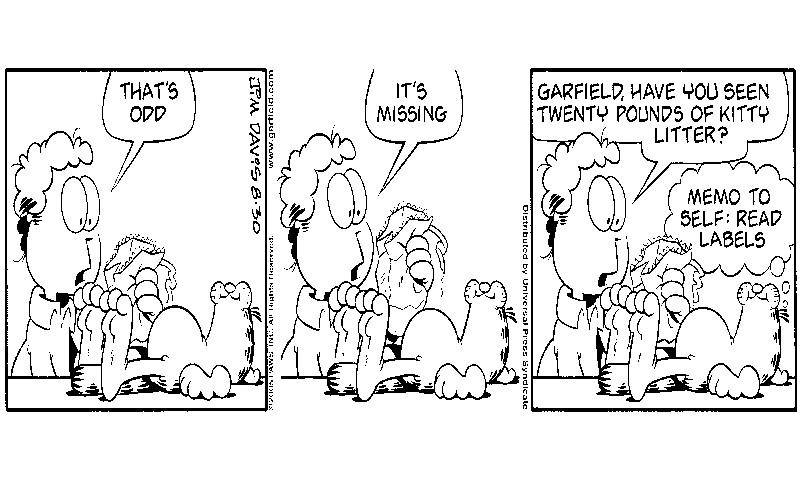 THAT'S
ODD
JIM DAVIS 8·30
www.garfield.com
IT'S
MISSING
Distributed by Universal Press Syndicate
GARFIELD, HAVE YOU SEEN
TWENTY POUNDS OF KITTY
LITTER?
MEMO TO
SELF: READ
LABELS